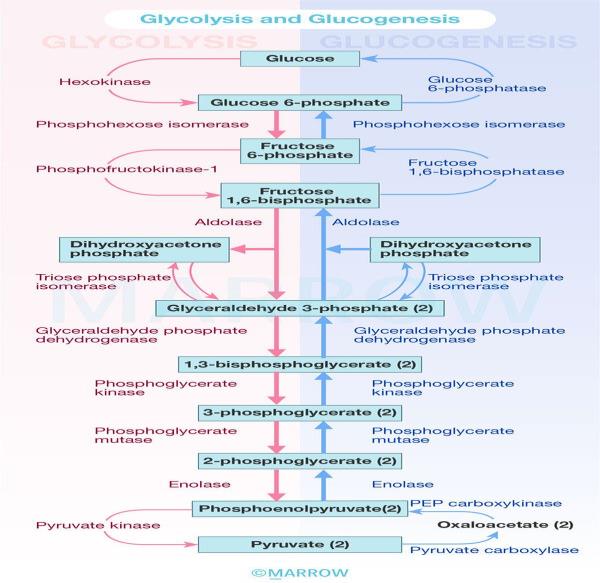 Glycolysis and Glucogenesis
GLYCOLYSIS
GLUCOGENESIS
Glucose
Hexokinase
Glucose
6-phosphatase
Glucose 6-phosphate
Phosphohexose isomerase
Phosphohexose isomerase
Fructose
6-phosphate
Phosphofructokinase-1
Fructose
1,6-bisphosphatase
Fructose
1,6-bisphosphate
Aldolase
Aldolase
Dihydroxyacetone
phosphate
Dihydroxyacetone
phosphate
Triose phosphate
isomerase
Triose phosphate
isomerase
MARROW
Glyceraldehyde 3-phosphate (2)
Glyceraldehyde phosphate
dehydrogenase
Glyceraldehyde phosphate
dehydrogenase
1,3-bisphosphoglycerate (2)
Phosphoglycerate
kinase
Phosphoglycerate
kinase
3-phosphoglycerate (2)
Phosphoglycerate
mutase
Phosphoglycerate
mutase
2-phosphoglycerate (2)
Enolase
Enolase
Phosphoenolpyruvate(2)
PEP carboxykinase
Pyruvate kinase
Oxaloacetate (2)
Pyruvate (2)
Pyruvate carboxylase
©MARROW